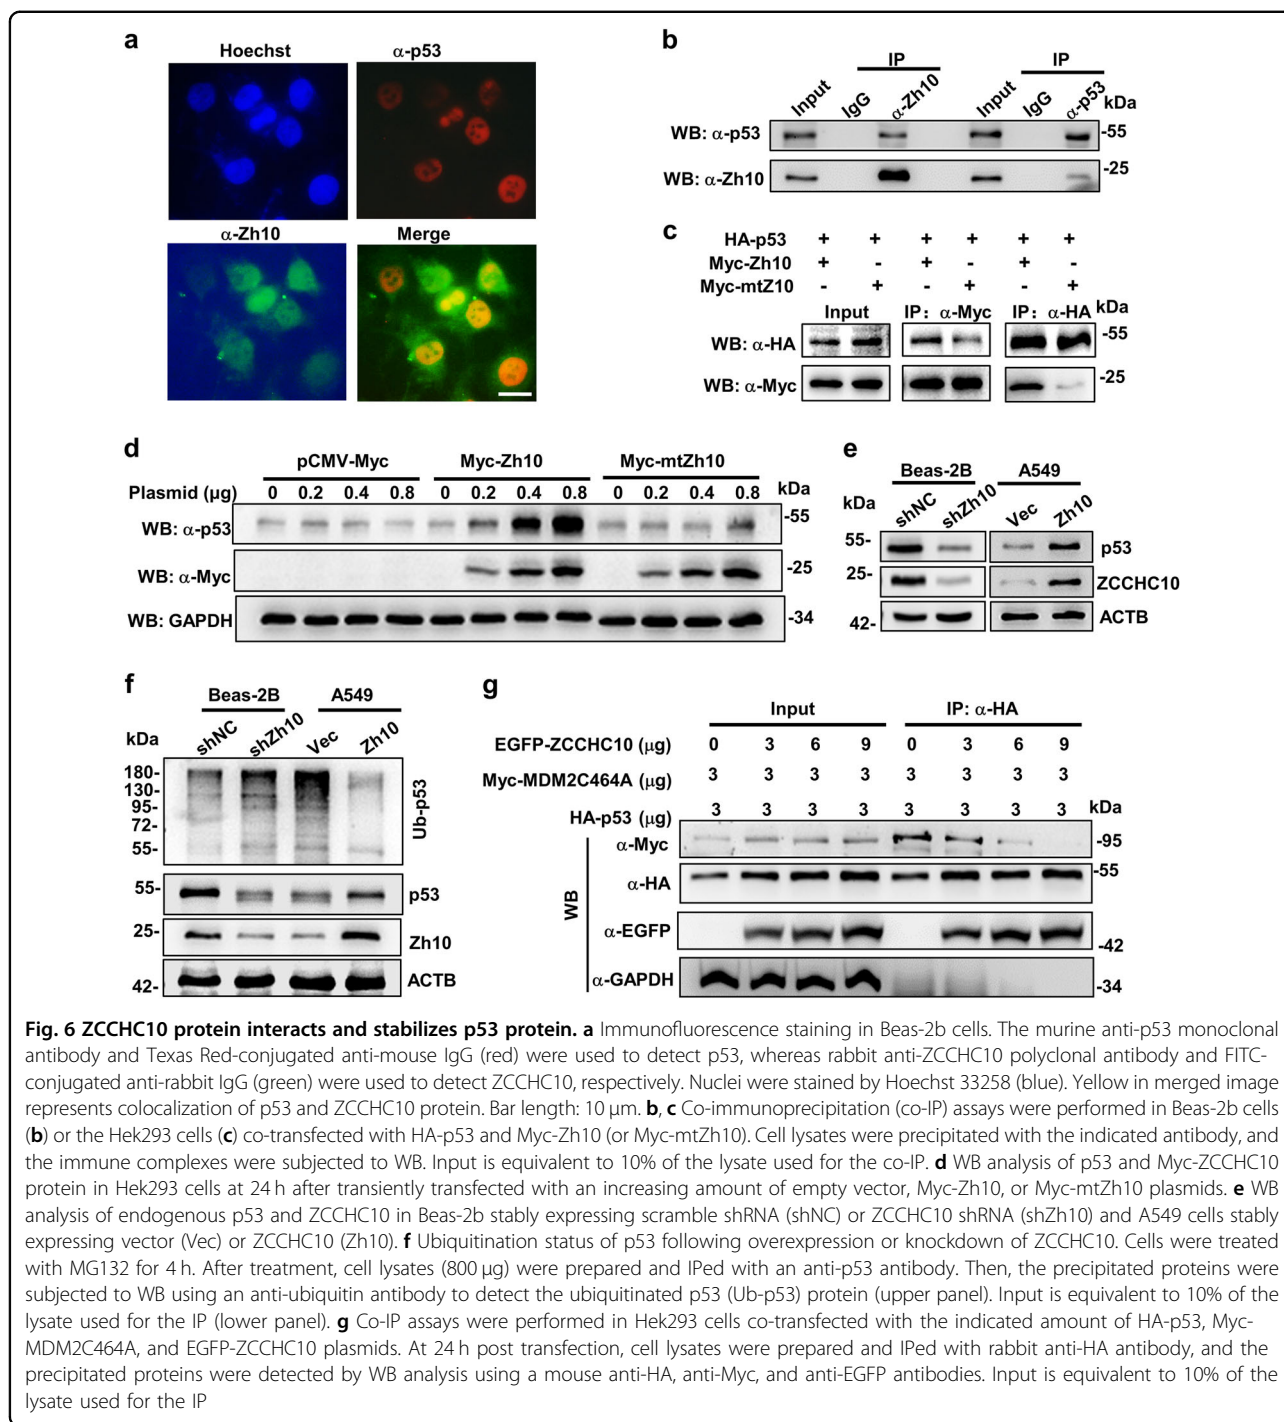 a
Hoechst
α-p53
α-Zh10
Merge
b
IP
IP
Input
IgG
α-Zh10
Input
IgG
α-p53
kDa
WB: α-p53
-55
WB: α-Zh10
-25
c
HA-p53 + + + + + +
Myc-Zh10 + - + - + -
Myc-mtZ10 - + - + - +
Input IP: α-Myc IP: α-HA kDa
WB: α-HA
-55
WB: α-Myc
-25
d
pCMV-Myc Myc-Zh10 Myc-mtZh10
Plasmid (µg) 0 0.2 0.4 0.8 0 0.2 0.4 0.8 0 0.2 0.4 0.8 kDa
WB: α-p53
-55
WB: α-Myc
-25
WB: GAPDH
-34
e
Beas-2B A549
kDa
shNC
shZh10
Vec
Zh10
55- p53
25- ZCCHC10
42- ACTB
f
Beas-2B A549
kDa
shNC
shZh10
Vec
Zh10
180-
130-
95-
72-
55-
Ub-p53
55- p53
25- Zh10
42- ACTB
g
Input IP: α-HA
EGFP-ZCCHC10 (µg) 0 3 6 9 0 3 6 9
Myc-MDM2C464A (µg) 3 3 3 3 3 3 3 3
HA-p53 (µg) 3 3 3 3 3 3 3 3 kDa
WB
α-Myc -95
α-HA -55
α-EGFP -42
α-GAPDH -34
Fig. 6 ZCCHC10 protein interacts and stabilizes p53 protein. a Immunofluorescence staining in Beas-2b cells. The murine anti-p53 monoclonal
antibody and Texas Red-conjugated anti-mouse IgG (red) were used to detect p53, whereas rabbit anti-ZCCHC10 polyclonal antibody and FITC-
conjugated anti-rabbit IgG (green) were used to detect ZCCHC10, respectively. Nuclei were stained by Hoechst 33258 (blue). Yellow in merged image
represents colocalization of p53 and ZCCHC10 protein. Bar length: 10 µm. b, c Co-immunoprecipitation (co-IP) assays were performed in Beas-2b cells
(b) or the Hek293 cells (c) co-transfected with HA-p53 and Myc-Zh10 (or Myc-mtZh10). Cell lysates were precipitated with the indicated antibody, and
the immune complexes were subjected to WB. Input is equivalent to 10% of the lysate used for the co-IP. d WB analysis of p53 and Myc-ZCCHC10
protein in Hek293 cells at 24 h after transiently transfected with an increasing amount of empty vector, Myc-Zh10, or Myc-mtZh10 plasmids. e WB
analysis of endogenous p53 and ZCCHC10 in Beas-2b stably expressing scramble shRNA (shNC) or ZCCHC10 shRNA (shZh10) and A549 cells stably
expressing vector (Vec) or ZCCHC10 (Zh10). f Ubiquitination status of p53 following overexpression or knockdown of ZCCHC10. Cells were treated
with MG132 for 4 h. After treatment, cell lysates (800 µg) were prepared and IPed with an anti-p53 antibody. Then, the precipitated proteins were
subjected to WB using an anti-ubiquitin antibody to detect the ubiquitinated p53 (Ub-p53) protein (upper panel). Input is equivalent to 10% of the
lysate used for the IP (lower panel). g Co-IP assays were performed in Hek293 cells co-transfected with the indicated amount of HA-p53, Myc-
MDM2C464A, and EGFP-ZCCHC10 plasmids. At 24 h post transfection, cell lysates were prepared and IPed with rabbit anti-HA antibody, and the
precipitated proteins were detected by WB analysis using a mouse anti-HA, anti-Myc, and anti-EGFP antibodies. Input is equivalent to 10% of the
lysate used for the IP